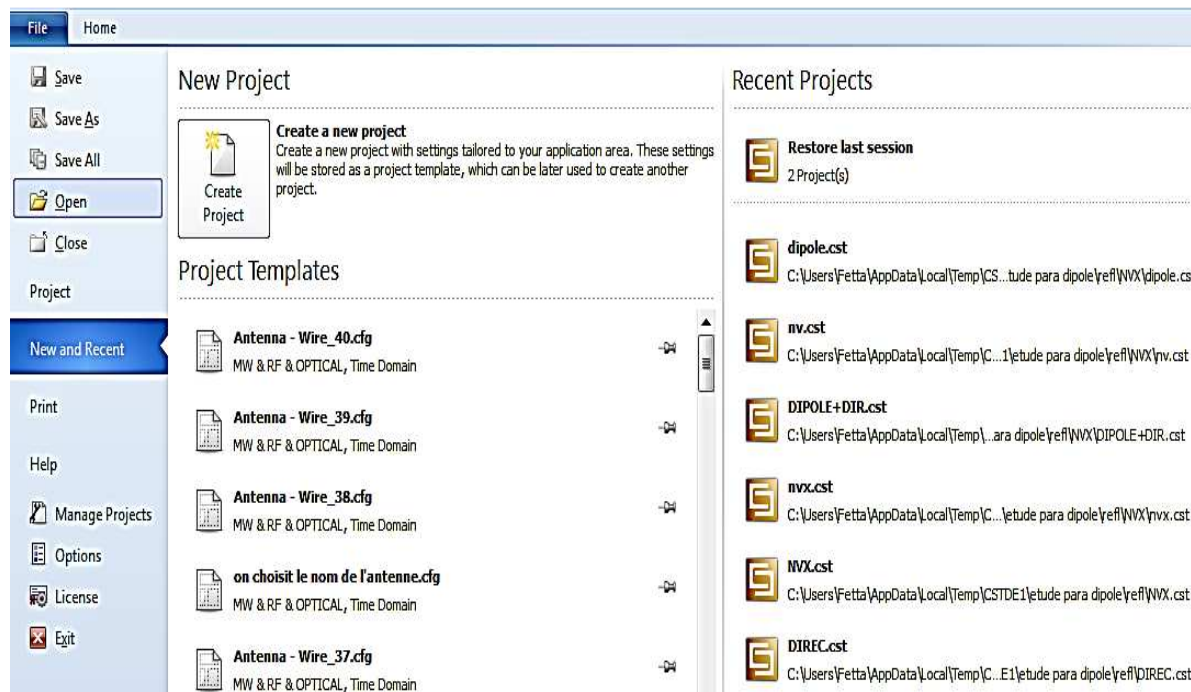 File Home
Save
Save As
Save All
Open
Close
Project
New and Recent
Print
Help
Manage Projects
Options
License
Exit
New Project
Create Project
Create a new project
Create a new project with settings tailored to your application area. These settings
will be stored as a project template, which can be later used to create another
project.
Project Templates
Antenna - Wire_40.cfg
MW & RF & OPTICAL, Time Domain
Antenna - Wire_39.cfg
MW & RF & OPTICAL, Time Domain
Antenna - Wire_38.cfg
MW & RF & OPTICAL, Time Domain
on choisit le nom de l'antenne.cfg
MW & RF & OPTICAL, Time Domain
Antenna - Wire_37.cfg
MW & RF & OPTICAL, Time Domain
Recent Projects
Restore last session
2 Project(s)
dipole.cst
C:\Users\Fetta\AppData\Local\Temp\CS...tude para dipole\refl\NVX\dipole.cs
nv.cst
C:\Users\Fetta\AppData\Local\Temp\C...1\etude para dipole\refl\NVX\nv.cst
DIPOLE+DIR.cst
C:\Users\Fetta\AppData\Local\Temp\...ara dipole\refl\NVX\DIPOLE+DIR.cst
nvx.cst
C:\Users\Fetta\AppData\Local\Temp\C...\etude para dipole\refl\NVX\nvx.cst
NVX.cst
C:\Users\Fetta\AppData\Local\Temp\CSTDE1\etude para dipole\refl\NVX.cst
DIREC.cst
C:\Users\Fetta\AppData\Local\Temp\C...E1\etude para dipole\refl\DIREC.cst